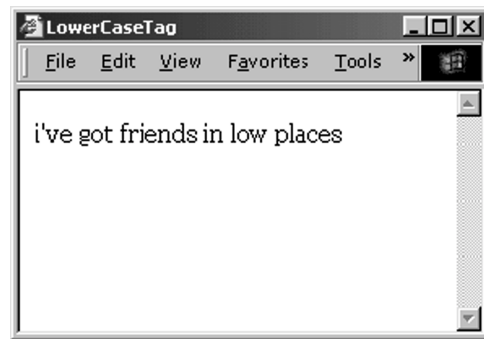 LowerCaseTag
File Edit View Favorites Tools »
i've got friends in low places